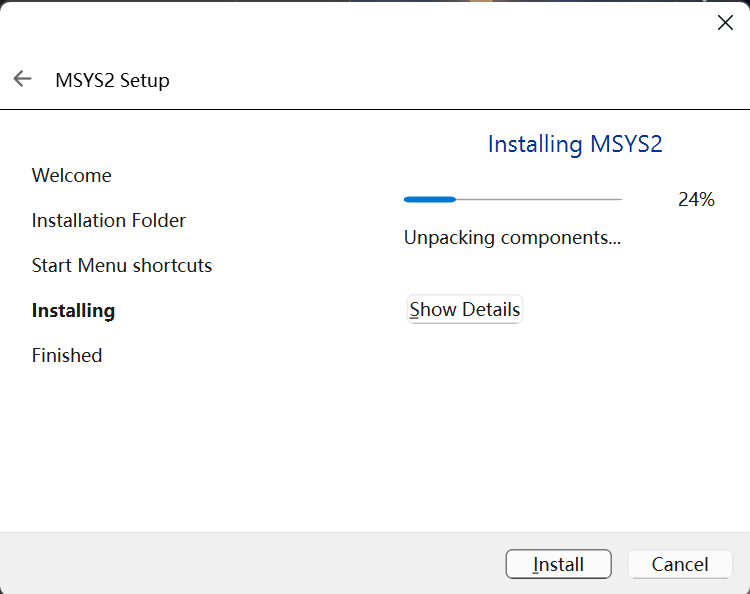 MSYS2 Setup
Welcome
Installation Folder
Start Menu shortcuts
Installing
Finished
Installing MSYS2
24%
Unpacking components...
Show Details
Install
Cancel